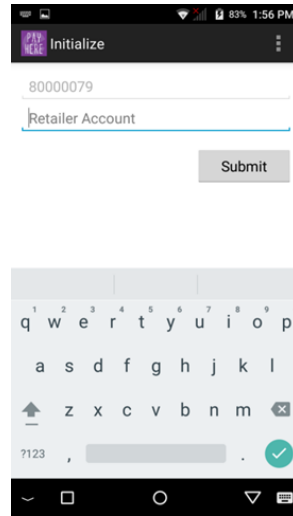 83% 1:56 PM
PAY-HERE Initialize
80000079
Retailer Account
Submit
1 2 3 4 5 6 7 8 9
q w e r t y u i o p
a s d f g h j k l
z x c v b n m
?123 , .